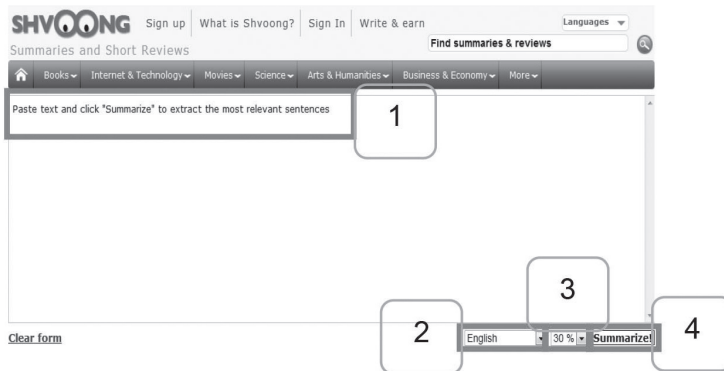 SHVOONG Sign up What is Shvoong? Sign In Write & earn Languages
Summaries and Short Reviews Find summaries & reviews
Books Internet & Technology Movies Science Arts & Humanities Business & Economy More
Paste text and click "Summarize" to extract the most relevant sentences
1
3
2
4
Clear form English 30 % Summarize!